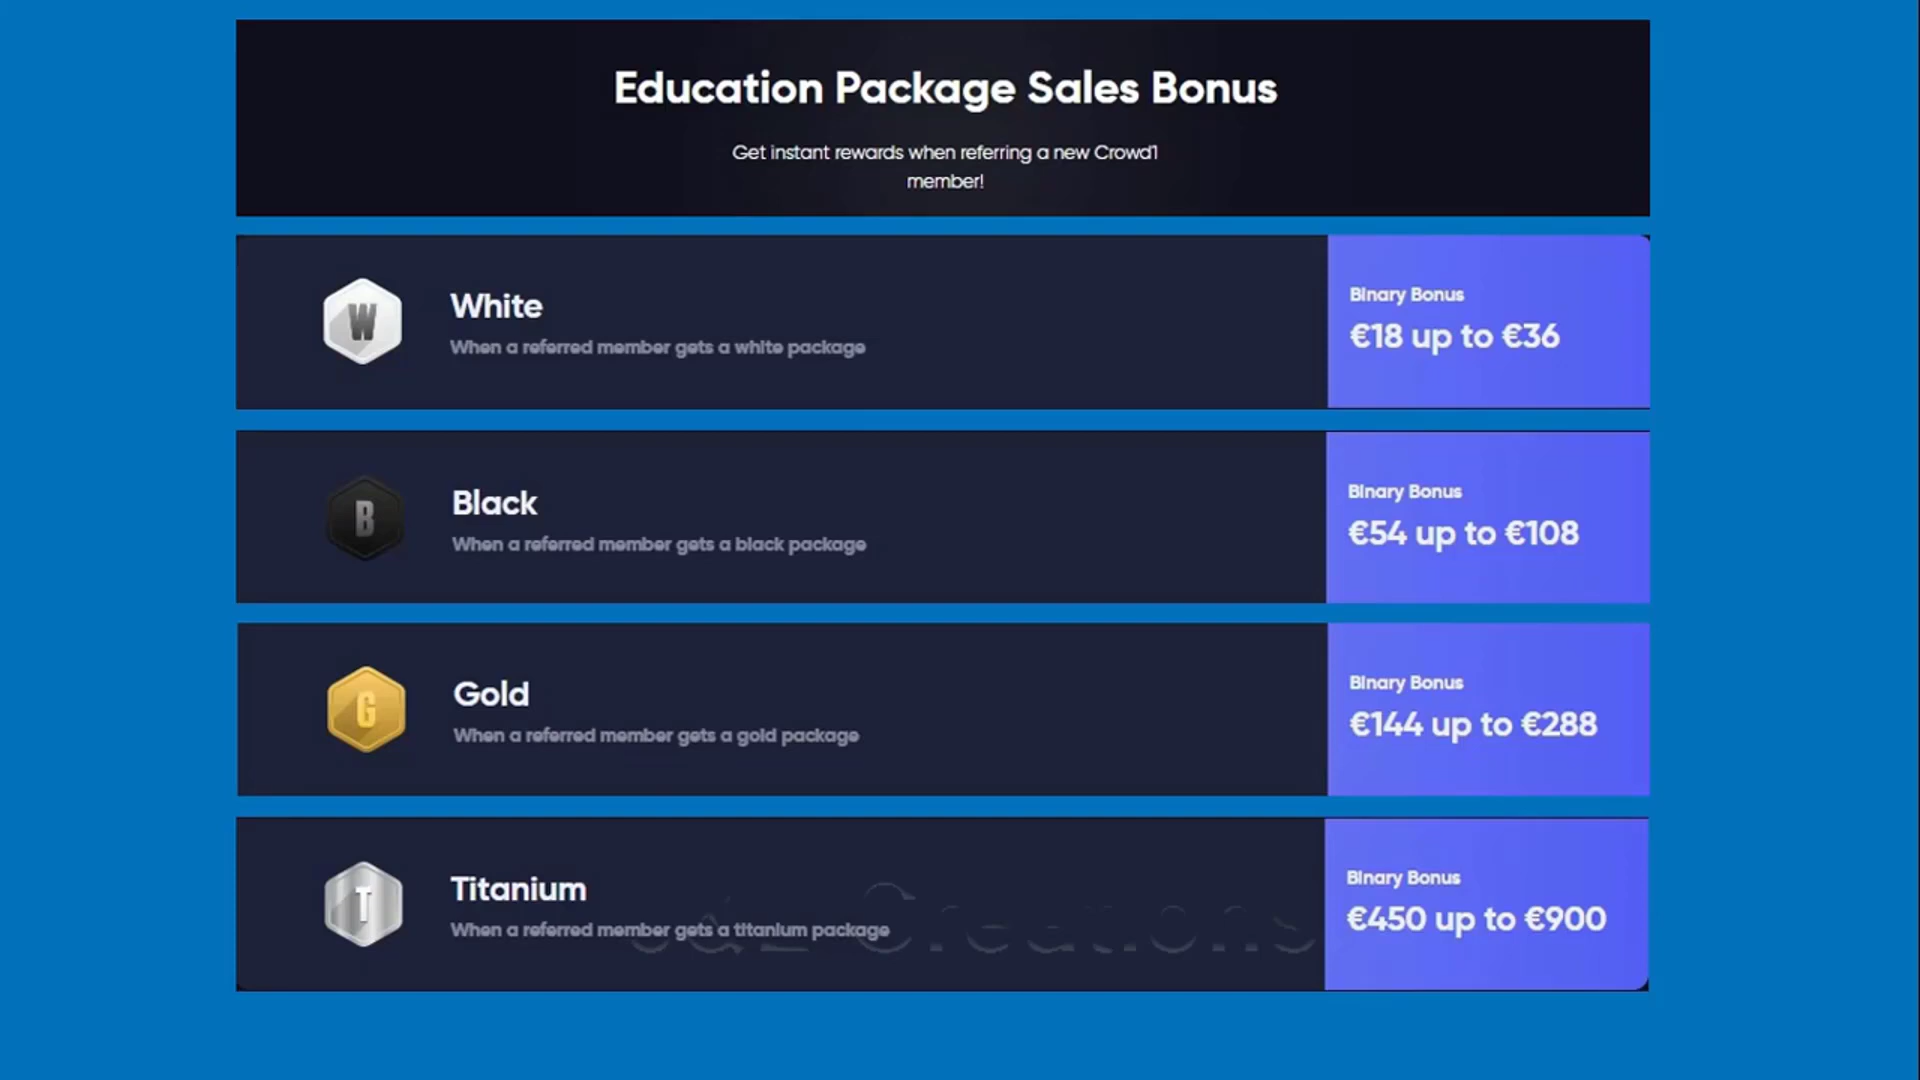 Education Package Sales Bonus
Get instant rewards when referring a new Crowd1
member!
W
White
When a referred member gets a white package
Binary Bonus
€18 up to €36
B
Black
When a referred member gets a black package
Binary Bonus
€54 up to €108
G
Gold
When a referred member gets a gold package
Binary Bonus
€144 up to €288
T
Titanium
When a referred member gets a titanium package
Binary Bonus
€450 up to €900
Creations